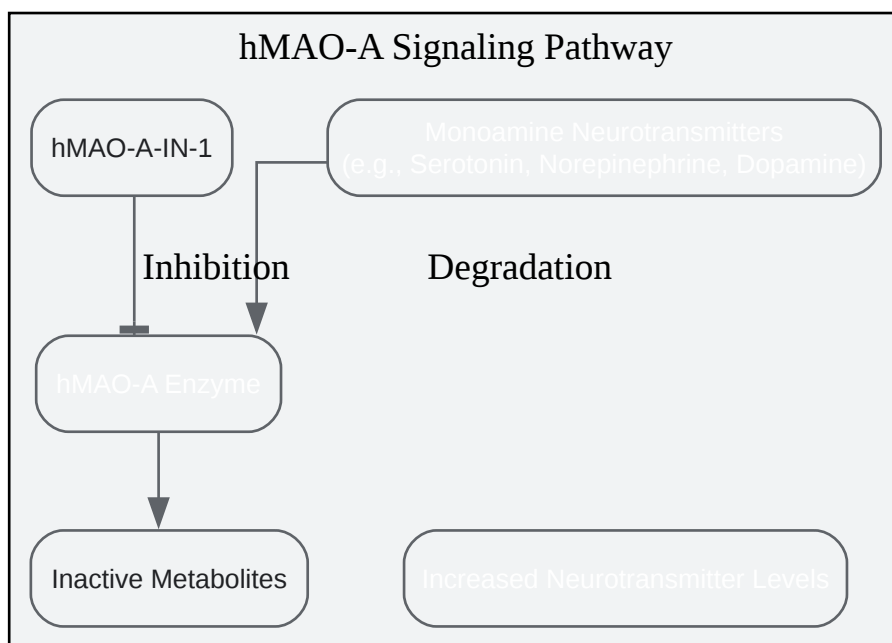 hMAO-A Signaling Pathway
hMAO-A-IN-1
Monoamine Neurotransmitters
(e.g., Serotonin, Norepinephrine, Dopamine)
Inhibition
Degradation
hMAO-A Enzyme
Inactive Metabolites
Increased Neurotransmitter Levels